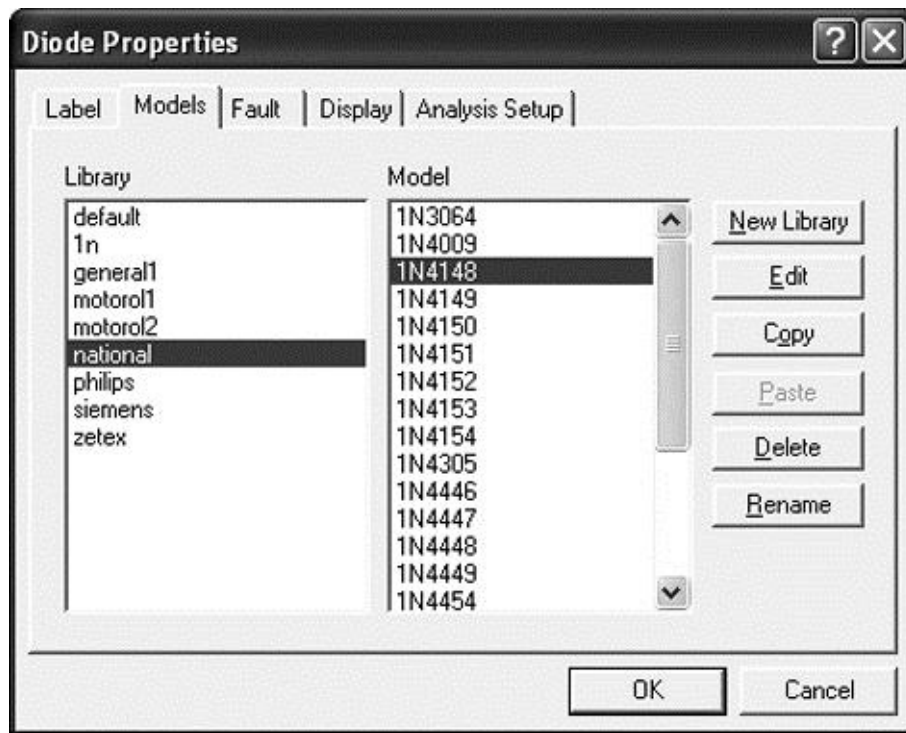 Diode Properties
Label Models Fault Display Analysis Setup
Library
default
1n
general1
motorol1
motorol2
national
philips
siemens
zetex
Model
1N3064
1N4009
1N4148
1N4149
1N4150
1N4151
1N4152
1N4153
1N4154
1N4305
1N4446
1N4447
1N4448
1N4449
1N4454
New Library
Edit
Copy
Paste
Delete
Rename
OK Cancel